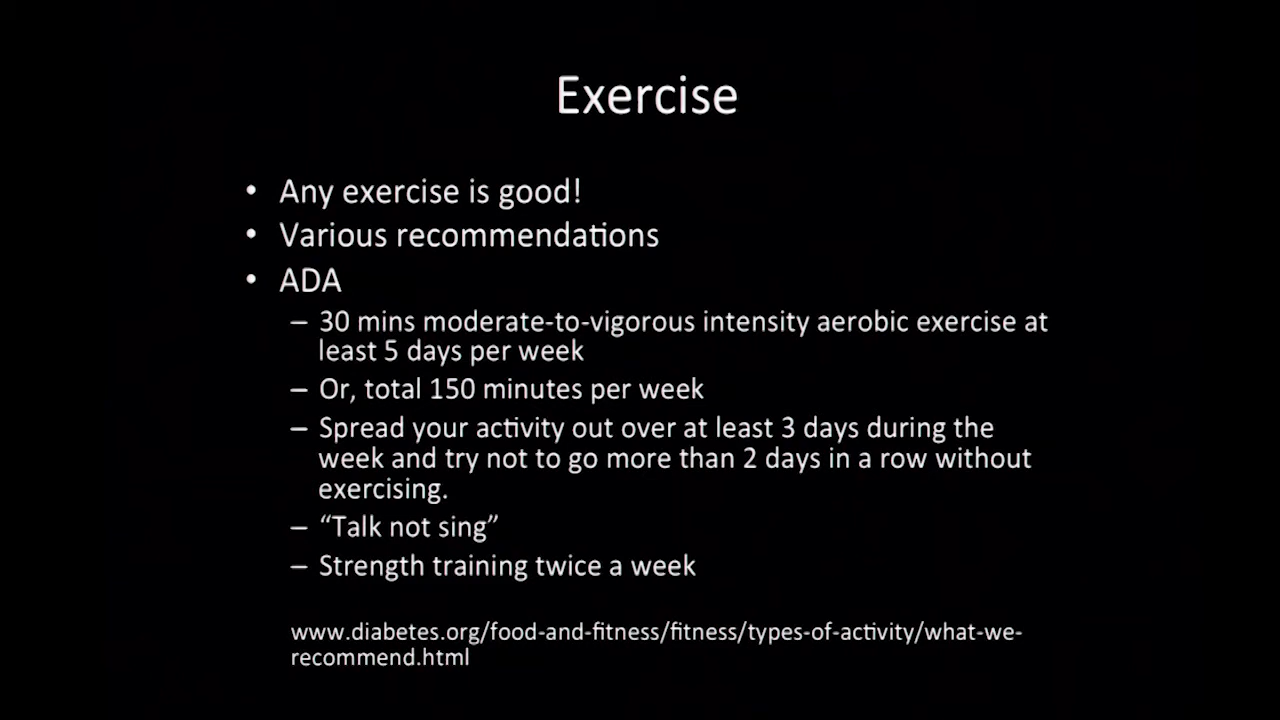 Exercise
• Any exercise is good!
• Various recommendations
• ADA
– 30 mins moderate-to-vigorous intensity aerobic exercise at
least 5 days per week
– Or, total 150 minutes per week
– Spread your activity out over at least 3 days during the
week and try not to go more than 2 days in a row without
exercising.
– “Talk not sing”
– Strength training twice a week
www.diabetes.org/food-and-fitness/fitness/types-of-activity/what-we-
recommend.html